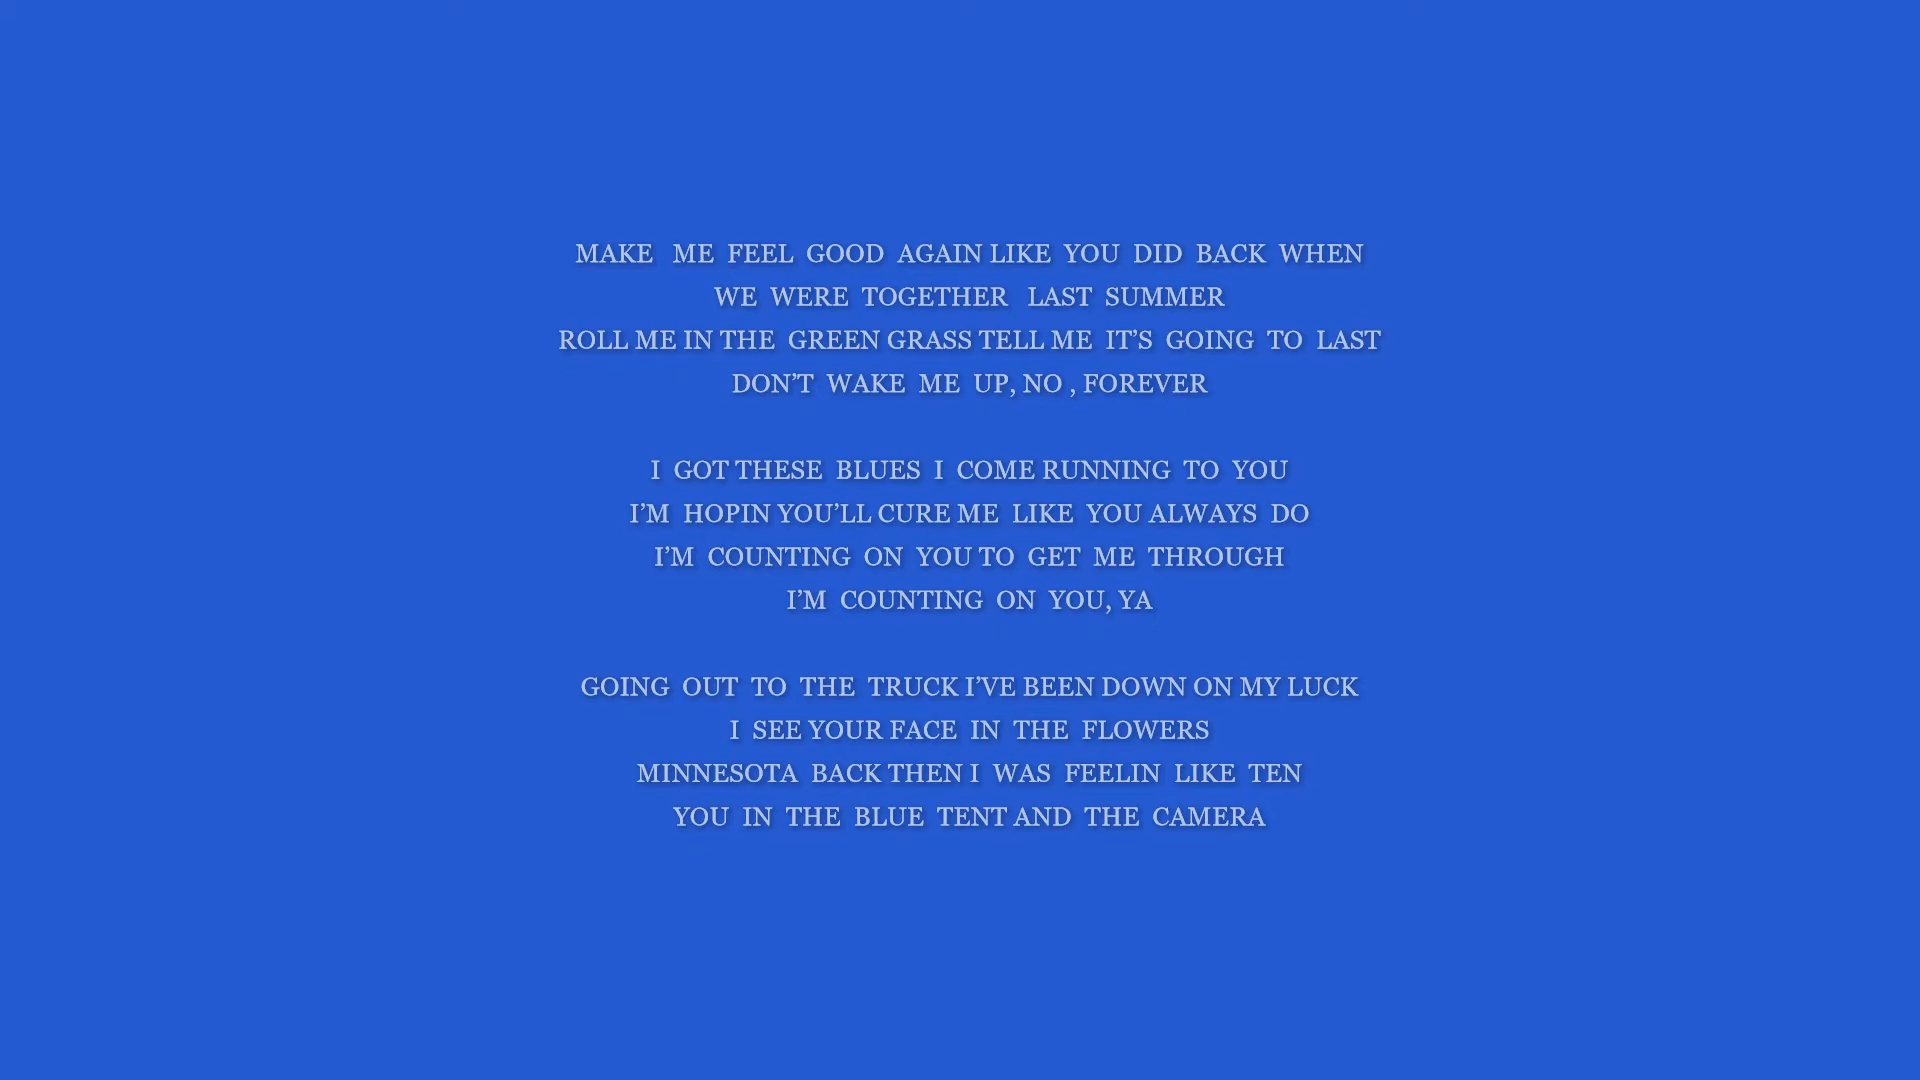 MAKE ME FEEL GOOD AGAIN LIKE YOU DID BACK WHEN
WE WERE TOGETHER LAST SUMMER
ROLL ME IN THE GREEN GRASS TELL ME IT’S GOING TO LAST
DON’T WAKE ME UP, NO , FOREVER
I GOT THESE BLUES I COME RUNNING TO YOU
I’M HOPIN YOU’LL CURE ME LIKE YOU ALWAYS DO
I’M COUNTING ON YOU TO GET ME THROUGH
I’M COUNTING ON YOU, YA
GOING OUT TO THE TRUCK I’VE BEEN DOWN ON MY LUCK
I SEE YOUR FACE IN THE FLOWERS
MINNESOTA BACK THEN I WAS FEELIN LIKE TEN
YOU IN THE BLUE TENT AND THE CAMERA